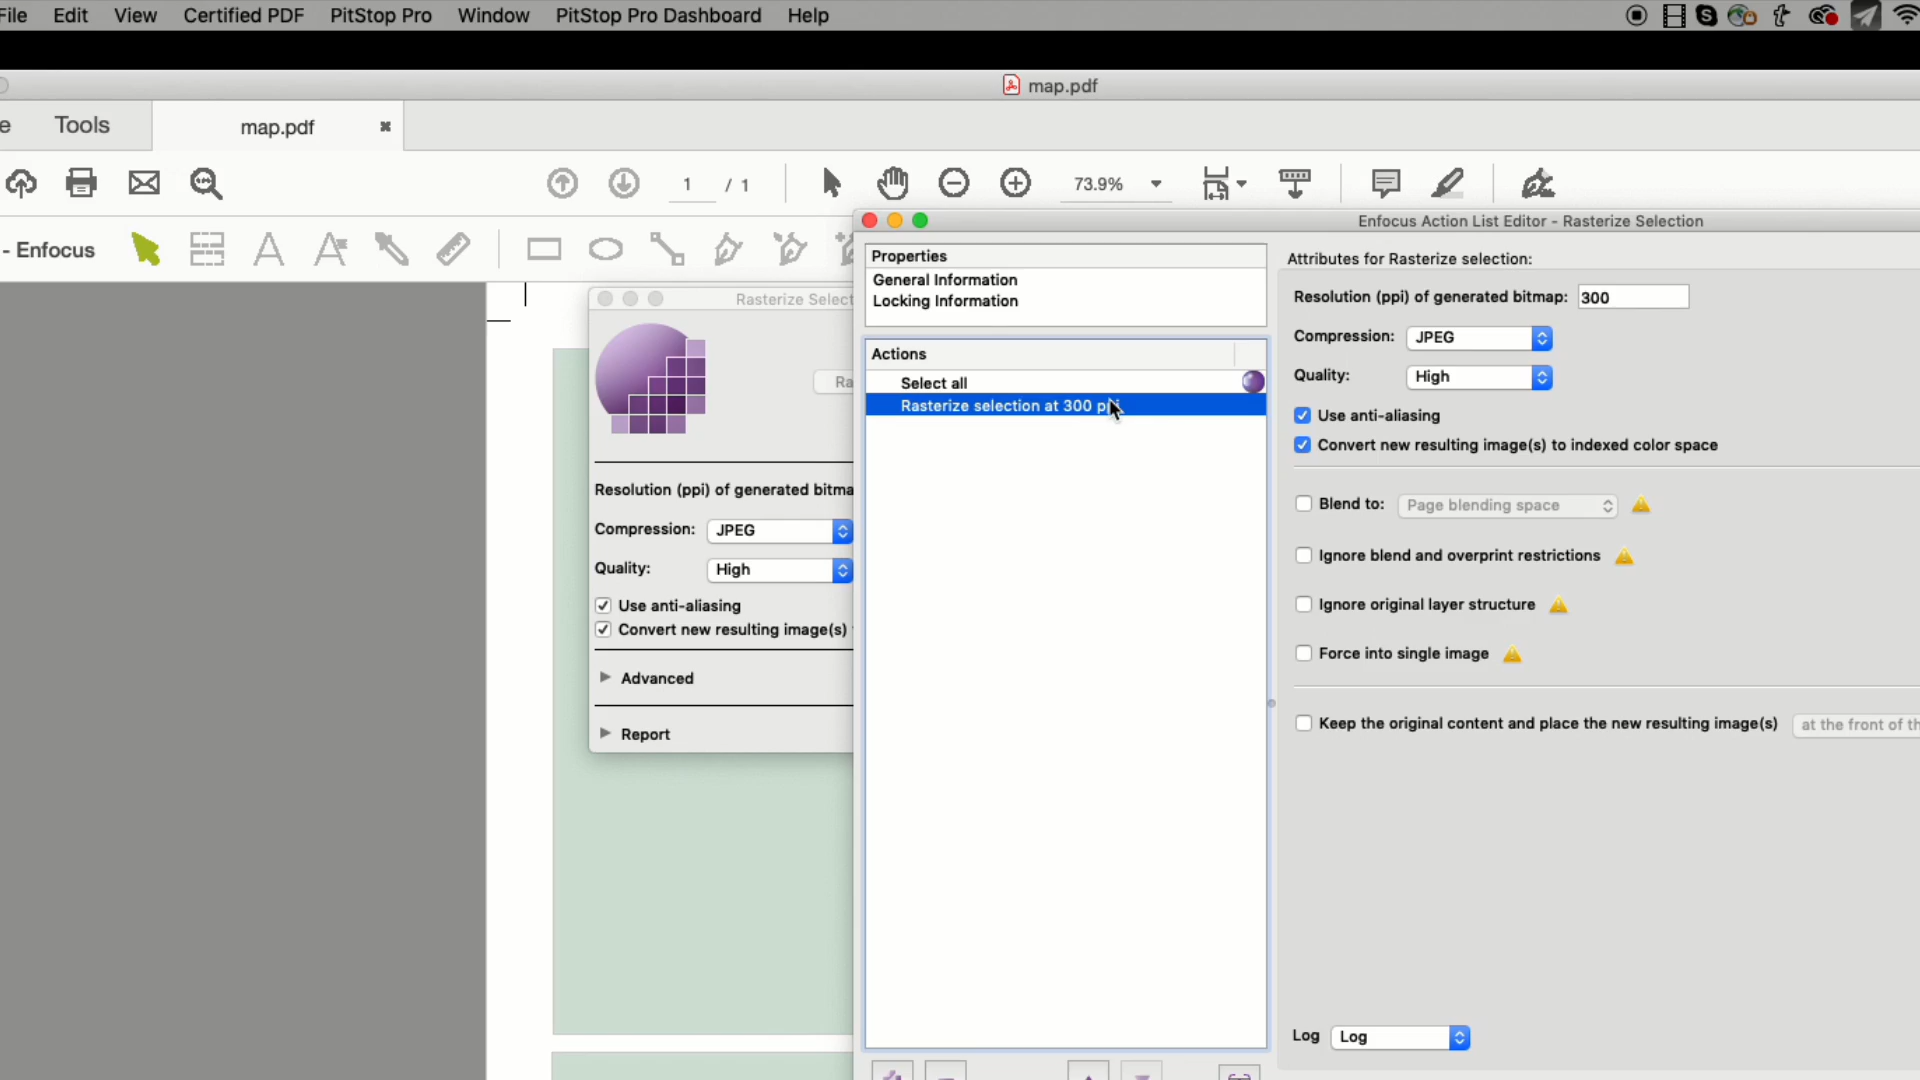 File Edit View Certified PDF PitStop Pro Window PitStop Pro Dashboard Help
map.pdf
e Tools map.pdf
1 / 1 73.9%
- Enfocus
Enfocus Action List Editor - Rasterize Selection
Properties
General Information
Locking Information
Actions
Select all
Rasterize selection at 300 ppi
Attributes for Rasterize selection:
Resolution (ppi) of generated bitmap: 300
Compression: JPEG
Quality: High
Use anti-aliasing
Convert new resulting image(s) to indexed color space
Blend to: Page blending space
Ignore blend and overprint restrictions
Ignore original layer structure
Force into single image
Keep the original content and place the new resulting image(s) at the front of th
Log Log
Rasterize Select
Ra
Resolution (ppi) of generated bitma
Compression: JPEG
Quality: High
Use anti-aliasing
Convert new resulting image(s)
Advanced
Report